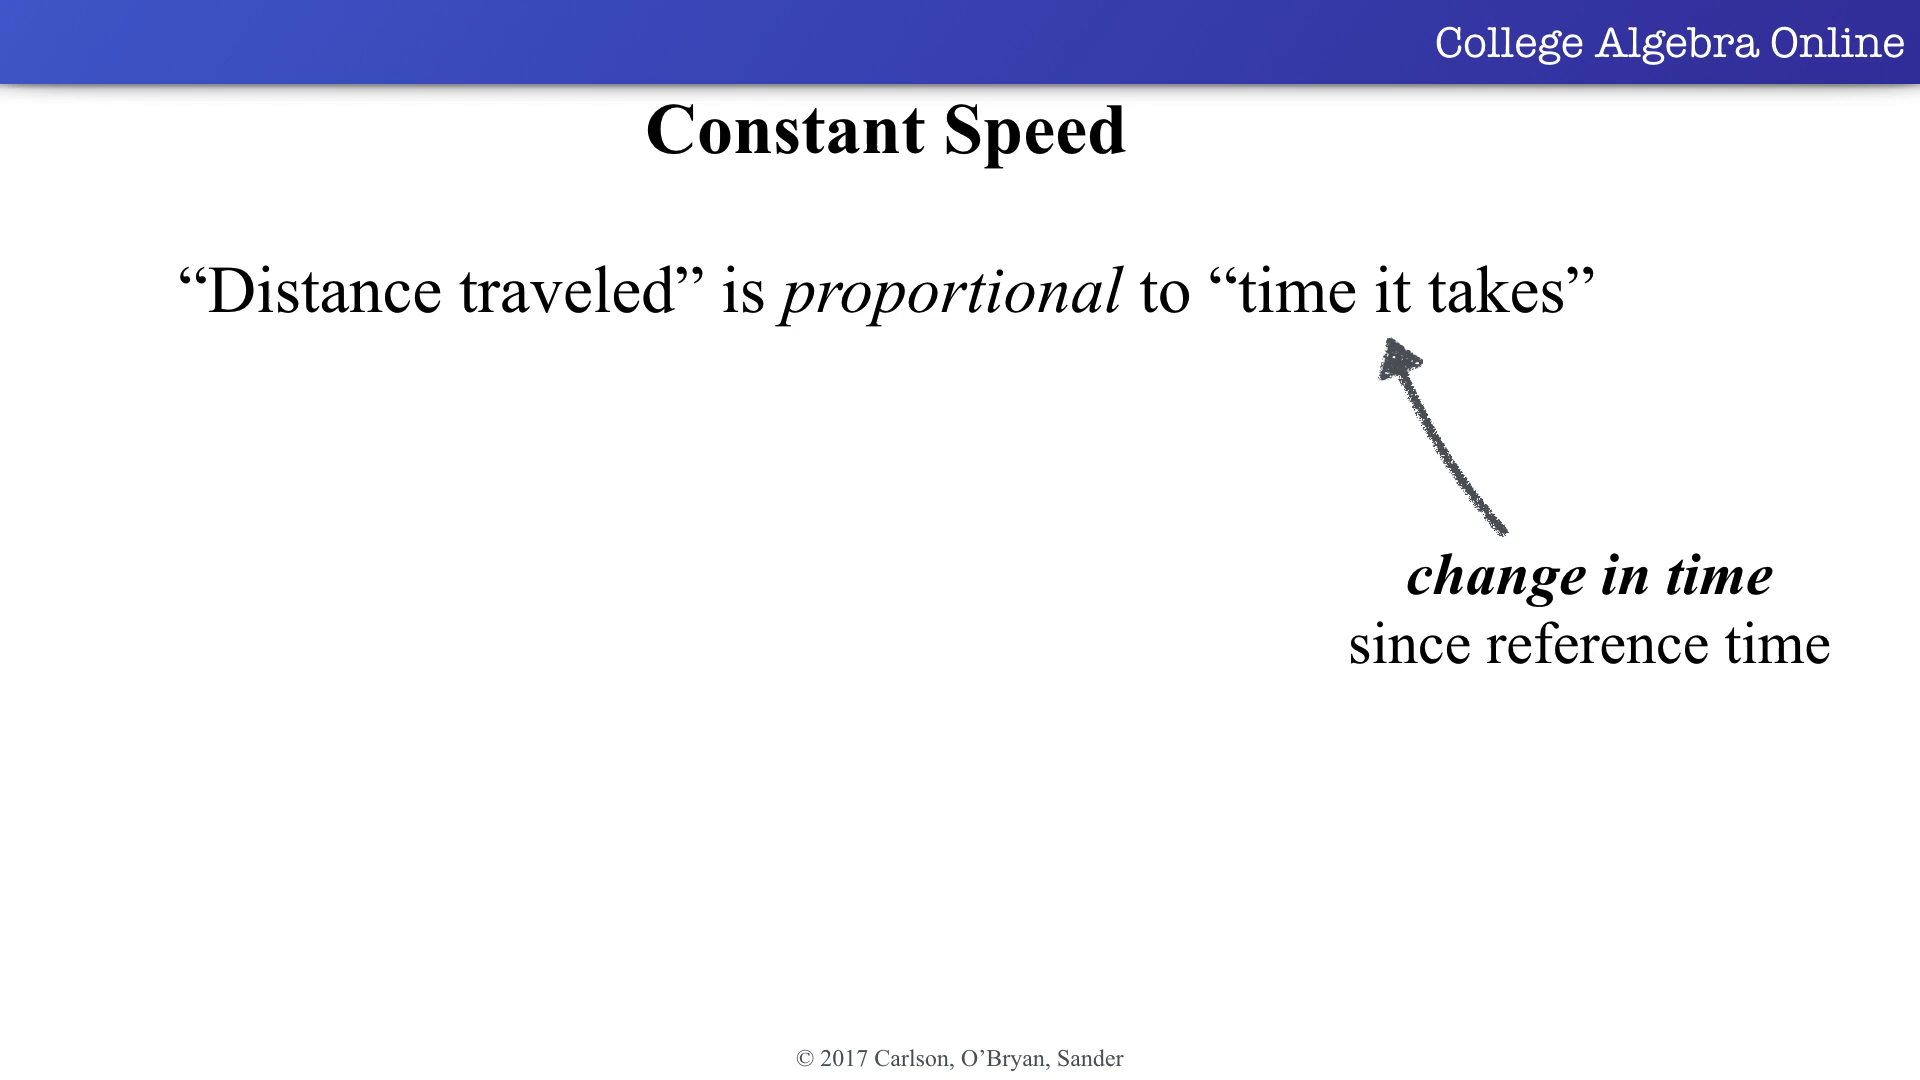 College Algebra Online
Constant Speed
“Distance traveled” is proportional to “time it takes”
change in time
since reference time
© 2017 Carlson, O’Bryan, Sander